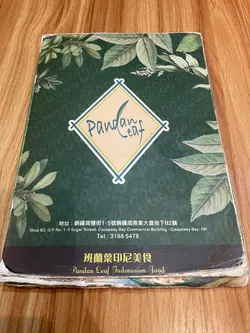 Pandan
Leaf
地址：銅鑼灣糖街1-5號銅鑼灣商業大廈地下B2舖
Shop B2, G/F No. 1-5 Sugar Street, Causeway Bay Commercial Building, Causeway Bay, HK
Tel : 3188 5478
班蘭葉印尼美食
Pandan Leaf Indonesian food